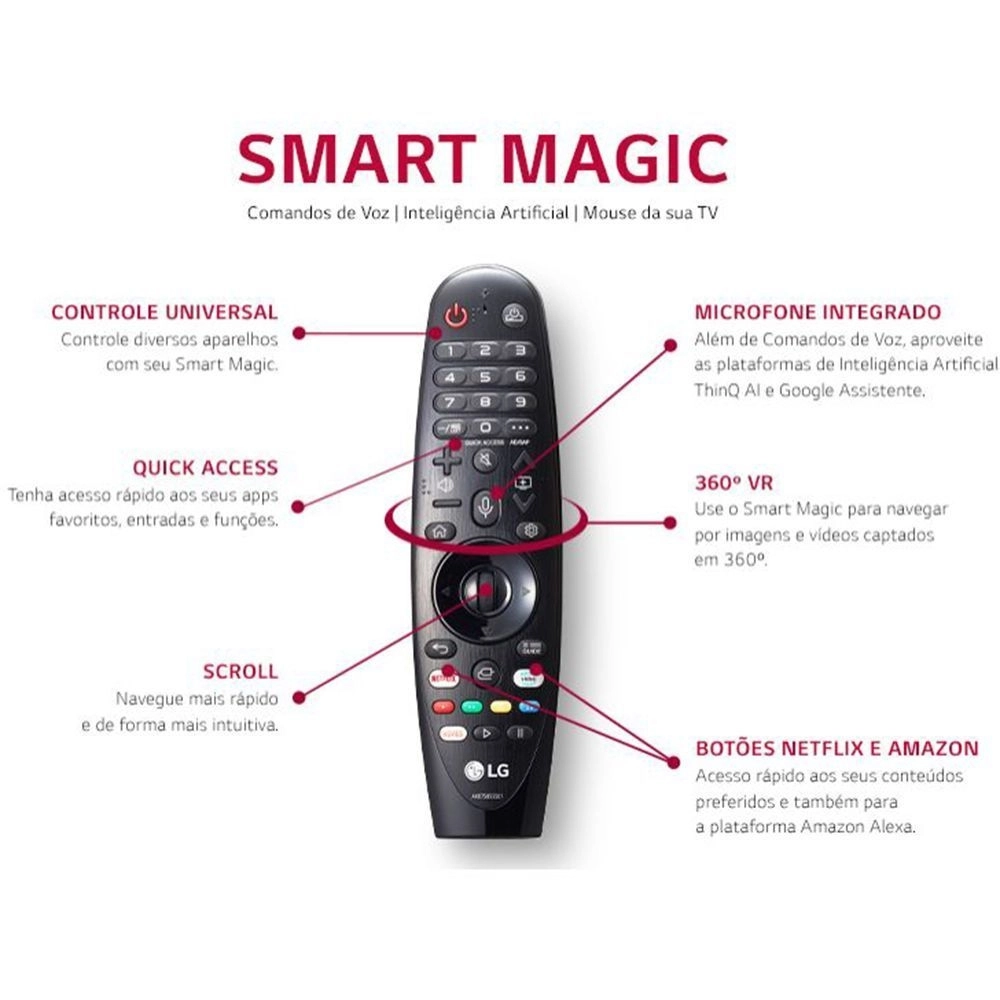 SMART MAGIC
Comandos de Voz | Inteligência Artificial | Mouse da sua TV
CONTROLE UNIVERSAL
Controle diversos aparelhos
com seu Smart Magic.
QUICK ACCESS
Tenha acesso rápido aos seus apps
favoritos, entradas e funções.
SCROLL
Navegue mais rápido
e de forma mais intuitiva.
MICROFONE INTEGRADO
Além de Comandos de Voz, aproveite
as plataformas de Inteligência Artificial
ThinQ AI e Google Assistente.
360º VR
Use o Smart Magic para navegar
por imagens e vídeos captados
em 360º.
BOTÕES NETFLIX E AMAZON
Acesso rápido aos seus conteúdos
preferidos e também para
a plataforma Amazon Alexa.
1 2 3
4 5 6
7 8 9
0
QUICK ACCESS
GUIDE
NETFLIX
LG